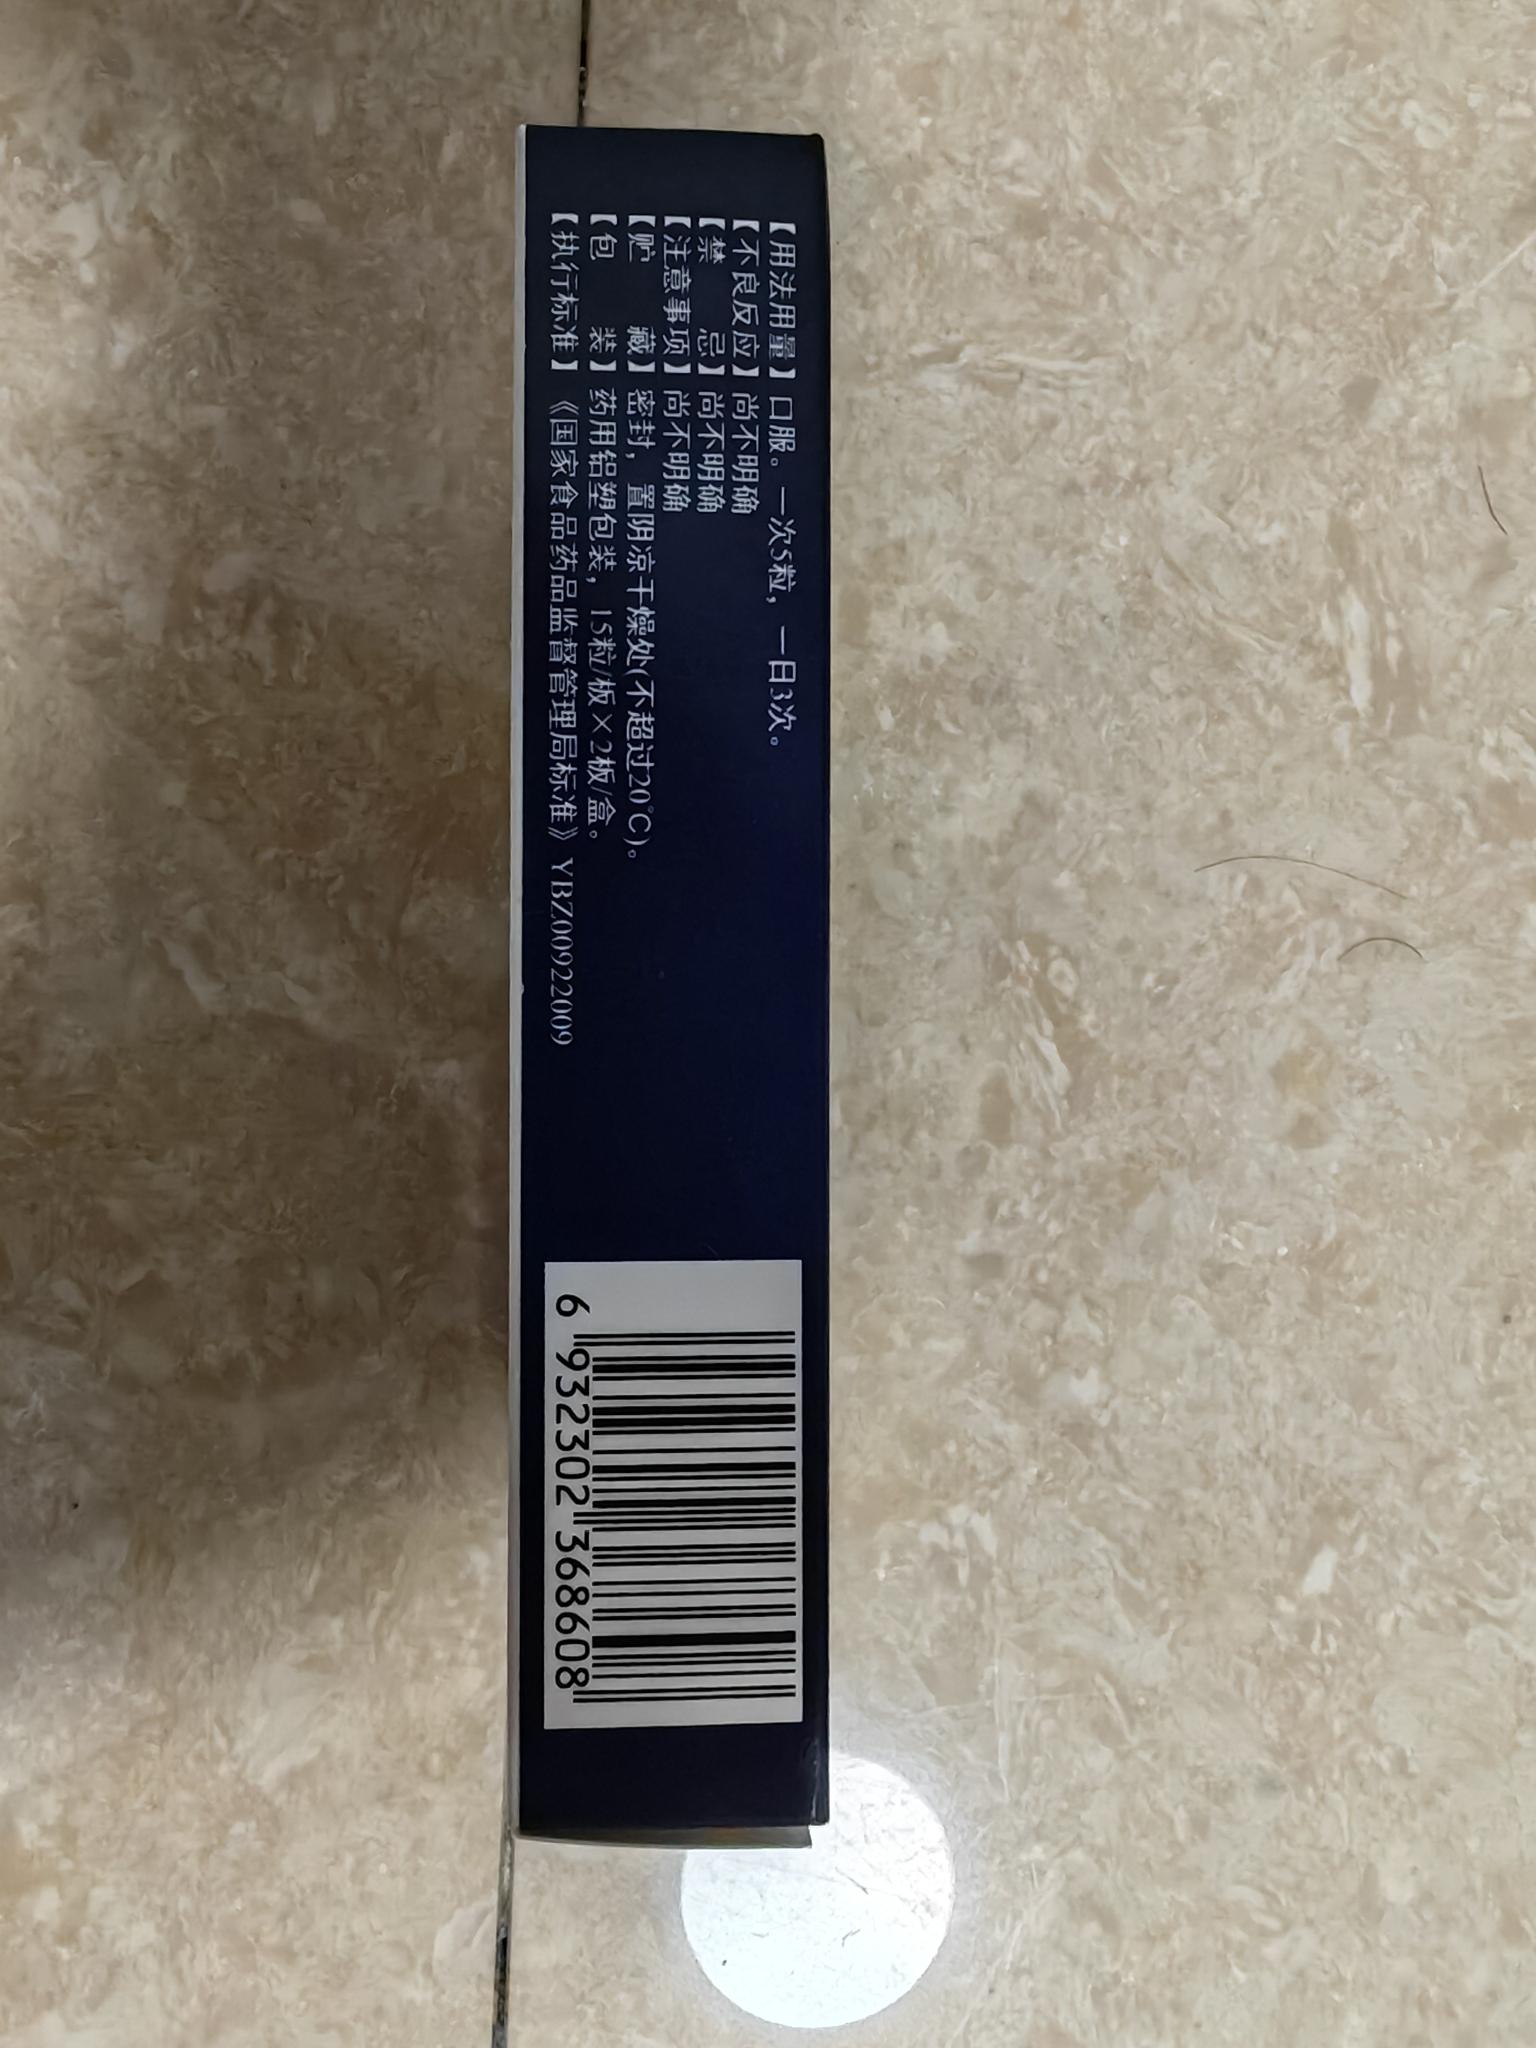 【用法用量】口服。一次5粒，一日3次。
【不良反应】尚不明确
【禁 忌】尚不明确
【注意事项】尚不明确
【贮 藏】密封，置阴凉干燥处(不超过20°C)。
【包 装】药用铝塑包装，15粒/板×2板/盒。
【执行标准】《国家食品药品监督管理局标准》YBZ00922009
6 932302 368608